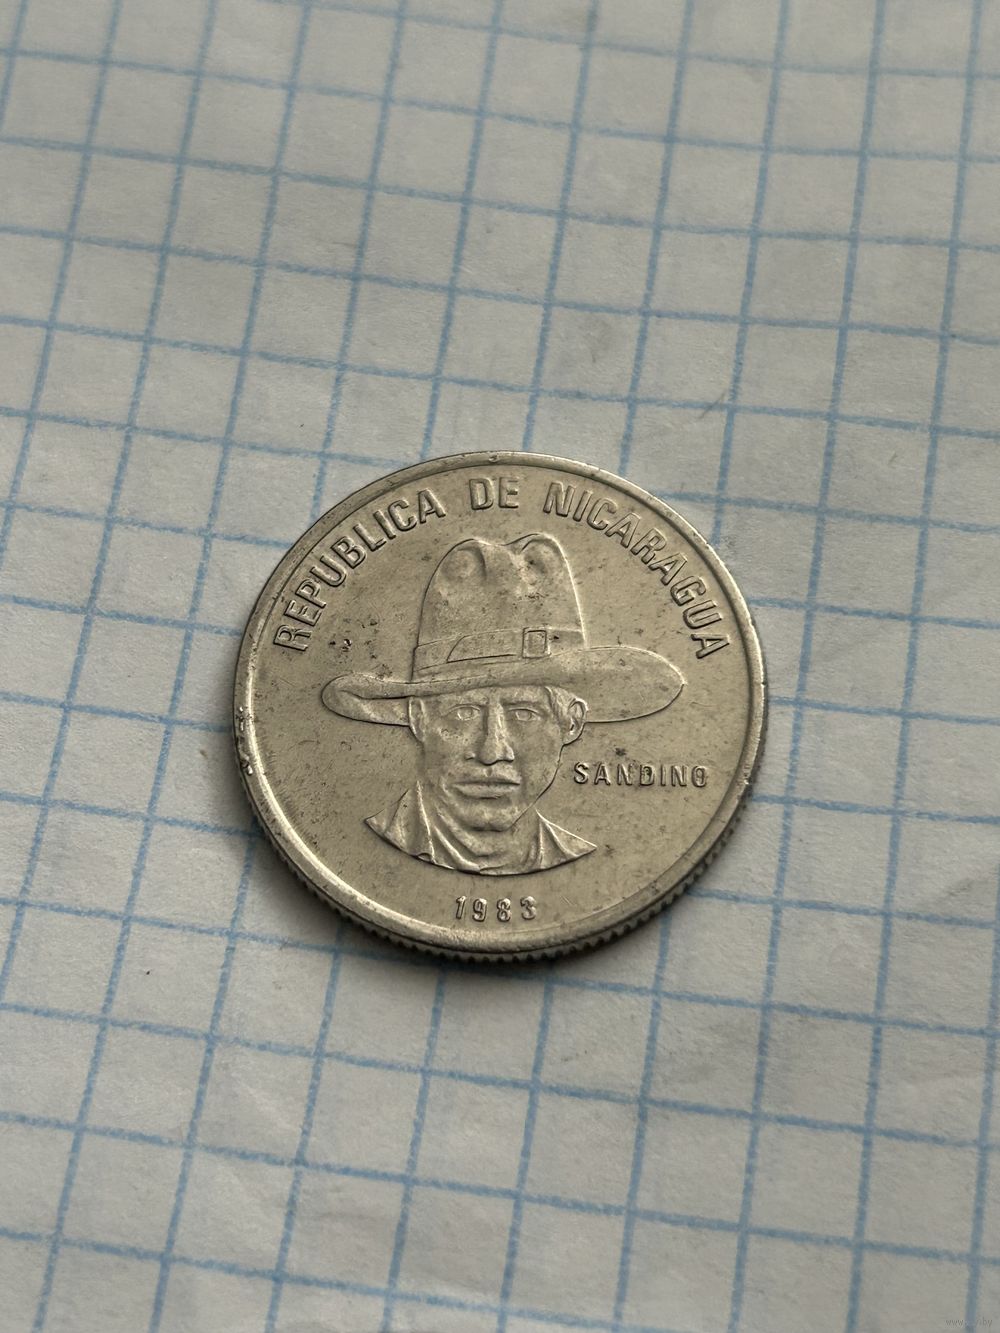 REPUBLICA DE NICARAGUA
SANDINO
1983